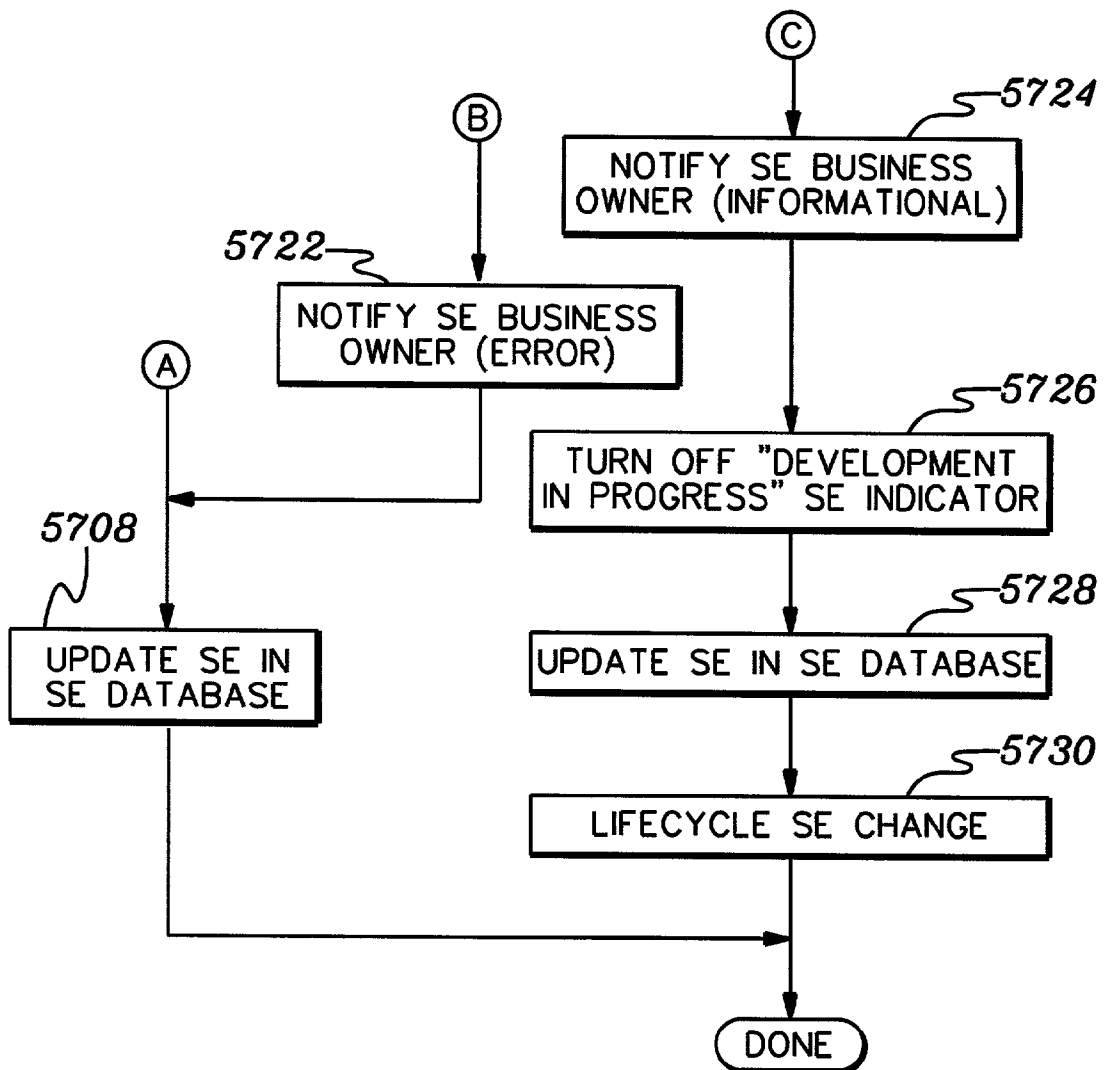 C
5724
B
NOTIFY SE BUSINESS
OWNER (INFORMATIONAL)
5722
NOTIFY SE BUSINESS
OWNER (ERROR)
A
5726
TURN OFF "DEVELOPMENT
IN PROGRESS" SE INDICATOR
5708
5728
UPDATE SE IN
SE DATABASE
UPDATE SE IN SE DATABASE
5730
LIFECYCLE SE CHANGE
DONE